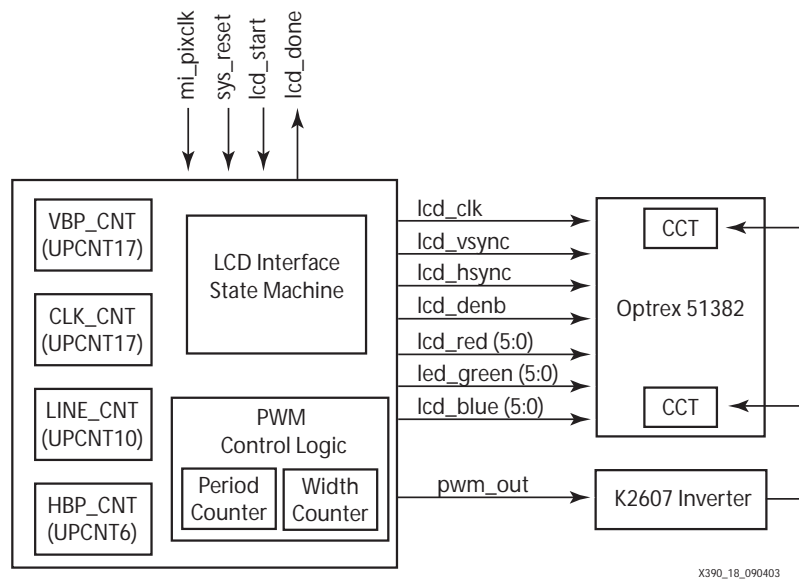 mi_pixclk
sys_reset
lcd_start
lcd_done
VBP_CNT
(UPCNT17)
CLK_CNT
(UPCNT17)
LINE_CNT
(UPCNT10)
HBP_CNT
(UPCNT6)
LCD Interface
State Machine
PWM
Control Logic
Period
Counter
Width
Counter
lcd_clk
lcd_vsync
lcd_hsync
lcd_denb
lcd_red (5:0)
led_green (5:0)
lcd_blue (5:0)
pwm_out
CCT
Optrex 51382
CCT
K2607 Inverter
X390_18_090403